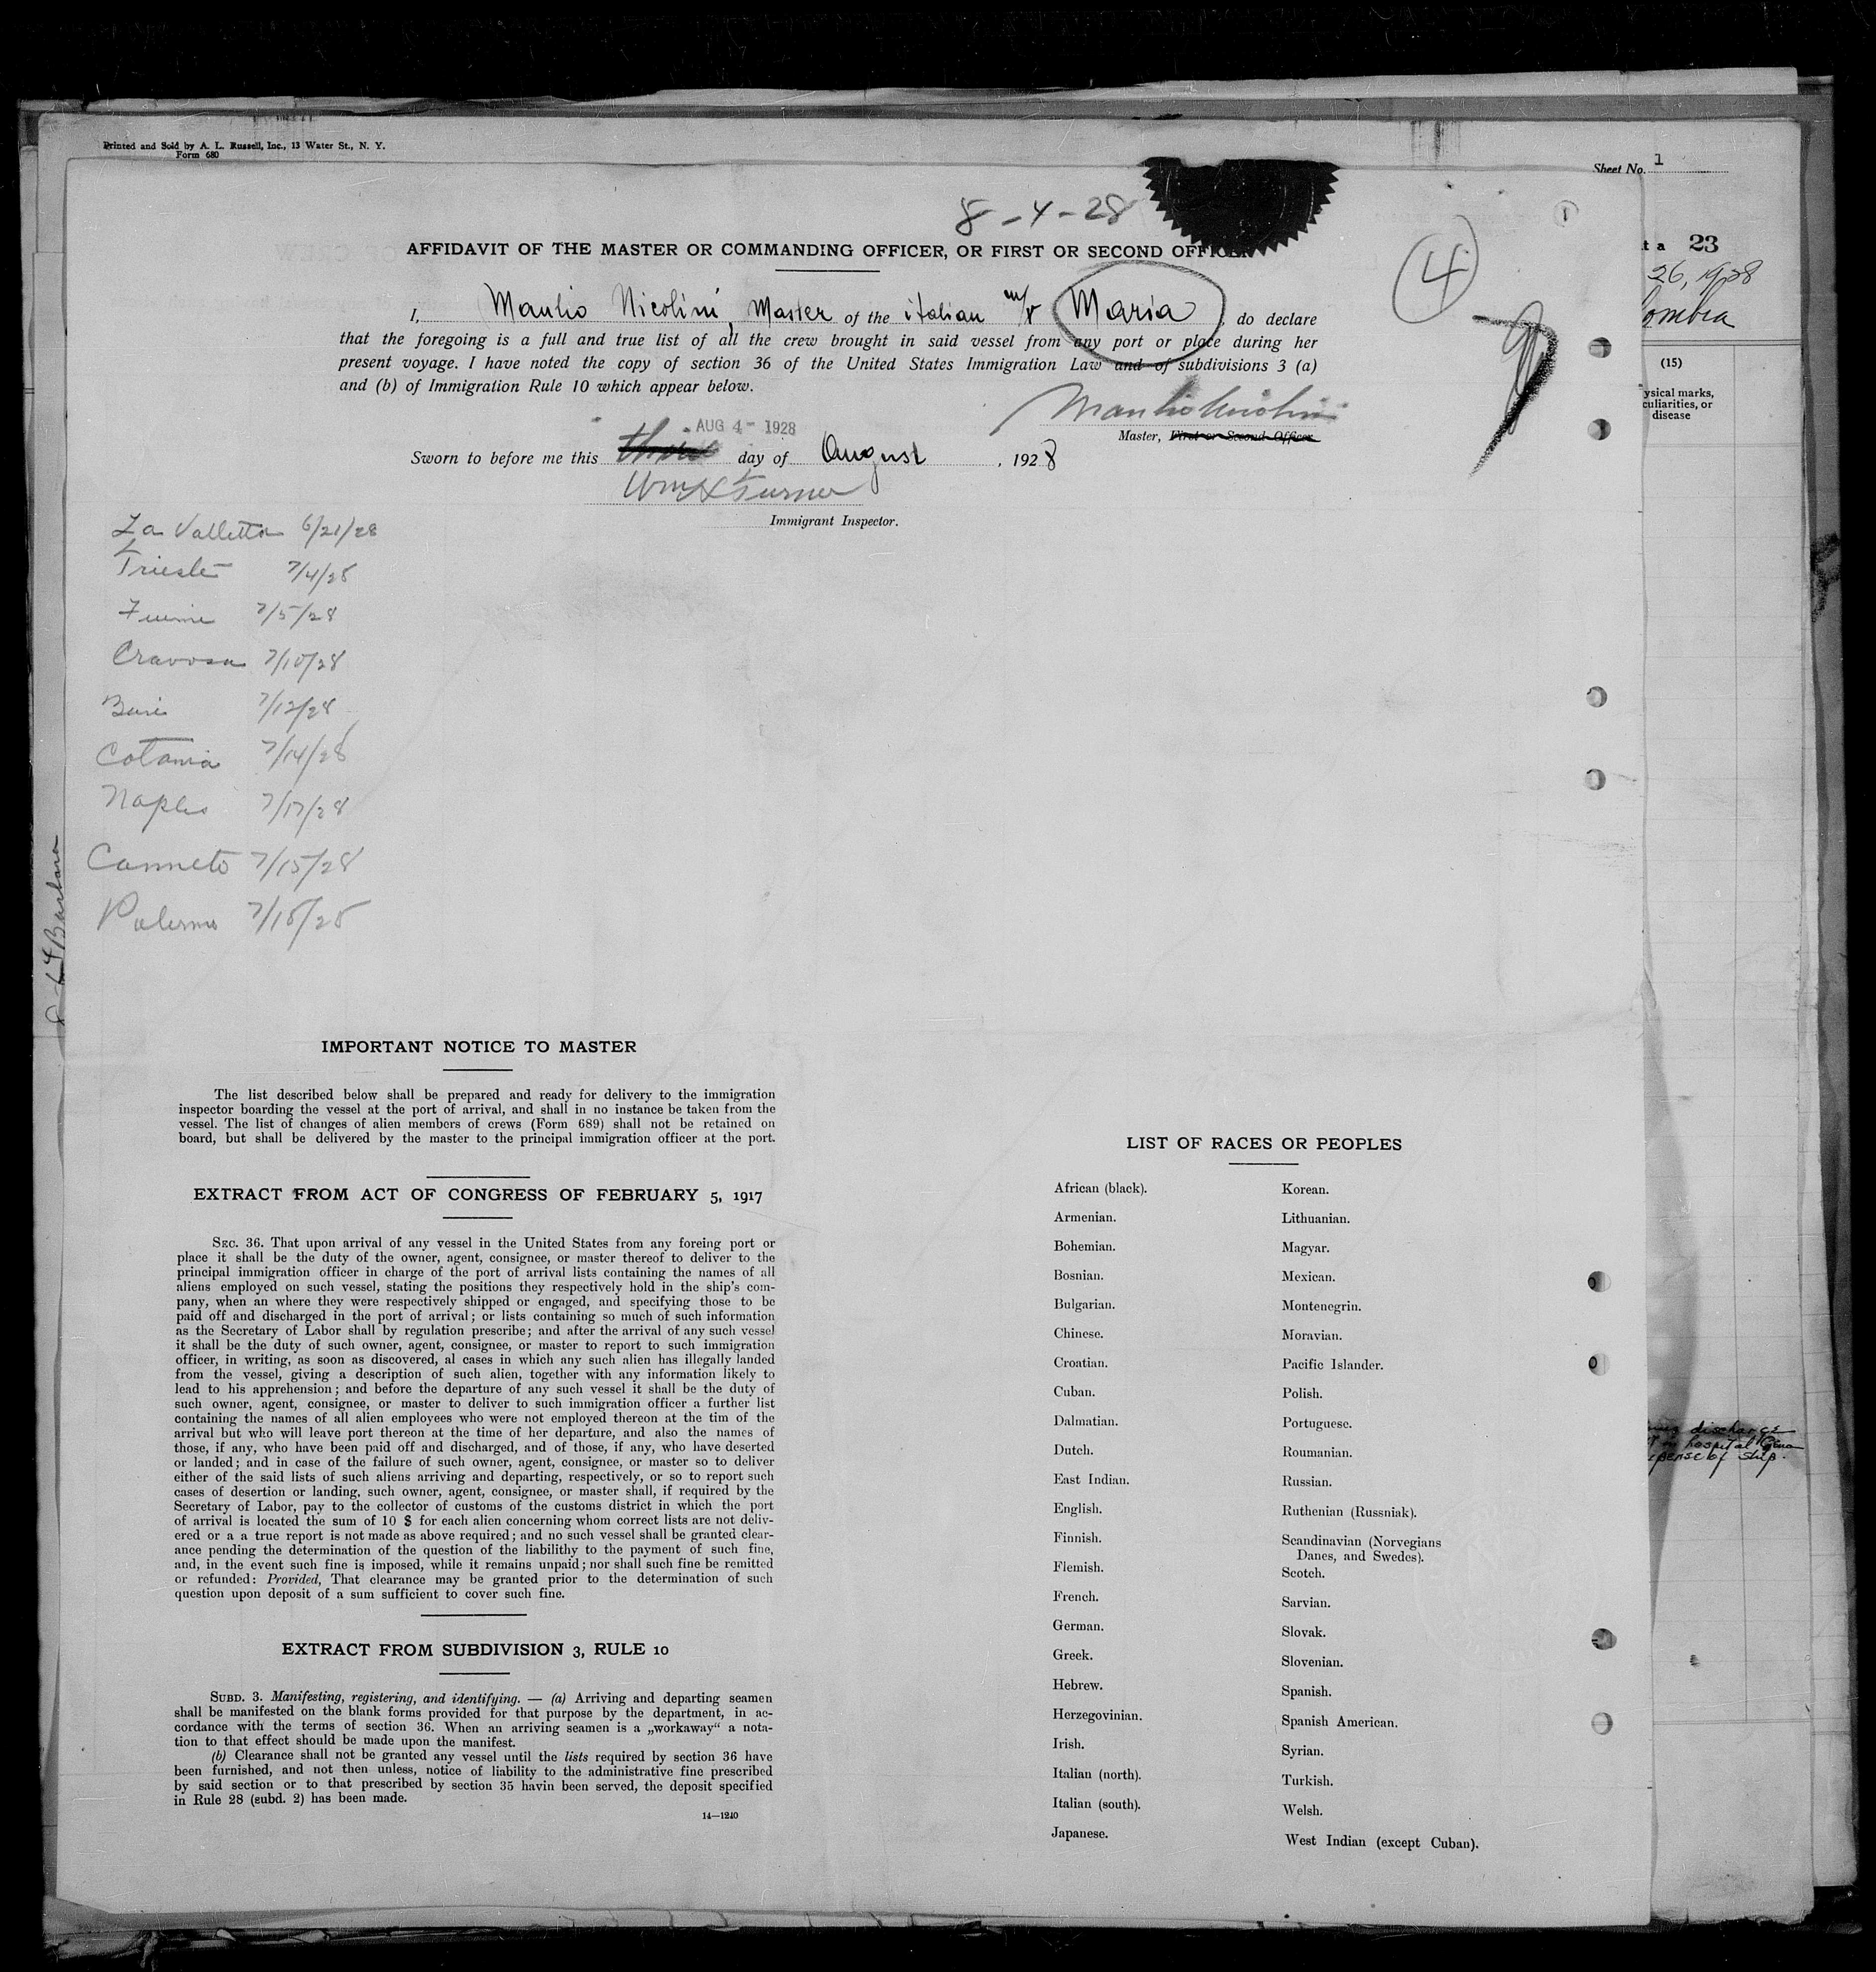 Printed and Sold by A. L. Russell, Inc., 13 Water St., N. Y.
Form 680
Sheet No. 1
8-4-28
AFFIDAVIT OF THE MASTER OR COMMANDING OFFICER, OR FIRST OR SECOND OFFICER
4
1
t a 23
26, 1928
ombia
I, Manlio Nicolini, Master of the italian m/v Maria, do declare
that the foregoing is a full and true list of all the crew brought in said vessel from any port or place during her
present voyage. I have noted the copy of section 36 of the United States Immigration Law and of subdivisions 3 (a)
and (b) of Immigration Rule 10 which appear below.
(15)
ysical marks,
culiarities, or
disease
Manlio Nicolini
Master, First or Second Officer
AUG 4 - 1928
Sworn to before me this third day of August, 1928
Wm X Turner
Immigrant Inspector.
La Valletta 6/21/28
Trieste 7/4/28
Fiume 7/5/28
Cravosa 7/10/28
Bari 7/12/28
Catania 7/14/28
Naples 7/17/28
Canneto 7/15/28
Palermo 7/18/28
Barbara
IMPORTANT NOTICE TO MASTER
The list described below shall be prepared and ready for delivery to the immigration
inspector boarding the vessel at the port of arrival, and shall in no instance be taken from the
vessel. The list of changes of alien members of crews (Form 689) shall not be retained on
board, but shall be delivered by the master to the principal immigration officer at the port.
EXTRACT FROM ACT OF CONGRESS OF FEBRUARY 5, 1917
SEC. 36. That upon arrival of any vessel in the United States from any foreing port or
place it shall be the duty of the owner, agent, consignee, or master thereof to deliver to the
principal immigration officer in charge of the port of arrival lists containing the names of all
aliens employed on such vessel, stating the positions they respectively hold in the ship's com-
pany, when an where they were respectively shipped or engaged, and specifying those to be
paid off and discharged in the port of arrival; or lists containing so much of such information
as the Secretary of Labor shall by regulation prescribe; and after the arrival of any such vessel
it shall be the duty of such owner, agent, consignee, or master to report to such immigration
officer, in writing, as soon as discovered, al cases in which any such alien has illegally landed
from the vessel, giving a description of such alien, together with any information likely to
lead to his apprehension; and before the departure of any such vessel it shall be the duty of
such owner, agent, consignee, or master to deliver to such immigration officer a further list
containing the names of all alien employees who were not employed thereon at the tim of the
arrival but who will leave port thereon at the time of her departure, and also the names of
those, if any, who have been paid off and discharged, and of those, if any, who have deserted
or landed; and in case of the failure of such owner, agent, consignee, or master so to deliver
either of the said lists of such aliens arriving and departing, respectively, or so to report such
cases of desertion or landing, such owner, agent, consignee, or master shall, if required by the
Secretary of Labor, pay to the collector of customs of the customs district in which the port
of arrival is located the sum of 10 $ for each alien concerning whom correct lists are not deliv-
ered or a a true report is not made as above required; and no such vessel shall be granted clear-
ance pending the determination of the question of the liabilithy to the payment of such fine,
and, in the event such fine is imposed, while it remains unpaid; nor shall such fine be remitted
or refunded: Provided, That clearance may be granted prior to the determination of such
question upon deposit of a sum sufficient to cover such fine.
EXTRACT FROM SUBDIVISION 3, RULE 10
SUBD. 3. Manifesting, registering, and identifying. — (a) Arriving and departing seamen
shall be manifested on the blank forms provided for that purpose by the department, in ac-
cordance with the terms of section 36. When an arriving seamen is a „workaway“ a nota-
tion to that effect should be made upon the manifest.
(b) Clearance shall not be granted any vessel until the lists required by section 36 have
been furnished, and not then unless, notice of liability to the administrative fine prescribed
by said section or to that prescribed by section 35 havin been served, the deposit specified
in Rule 28 (subd. 2) has been made.
14—1240
LIST OF RACES OR PEOPLES
African (black).
Armenian.
Bohemian.
Bosnian.
Bulgarian.
Chinese.
Croatian.
Cuban.
Dalmatian.
Dutch.
East Indian.
English.
Finnish.
Flemish.
French.
German.
Greek.
Hebrew.
Herzegovinian.
Irish.
Italian (north).
Italian (south).
Japanese.
Korean.
Lithuanian.
Magyar.
Mexican.
Montenegrin.
Moravian.
Pacific Islander.
Polish.
Portuguese.
Roumanian.
Russian.
Ruthenian (Russniak).
Scandinavian (Norvegians
Danes, and Swedes).
Scotch.
Sarvian.
Slovak.
Slovenian.
Spanish.
Spanish American.
Syrian.
Turkish.
Welsh.
West Indian (except Cuban).
discharge
in hospital
pense of ship.